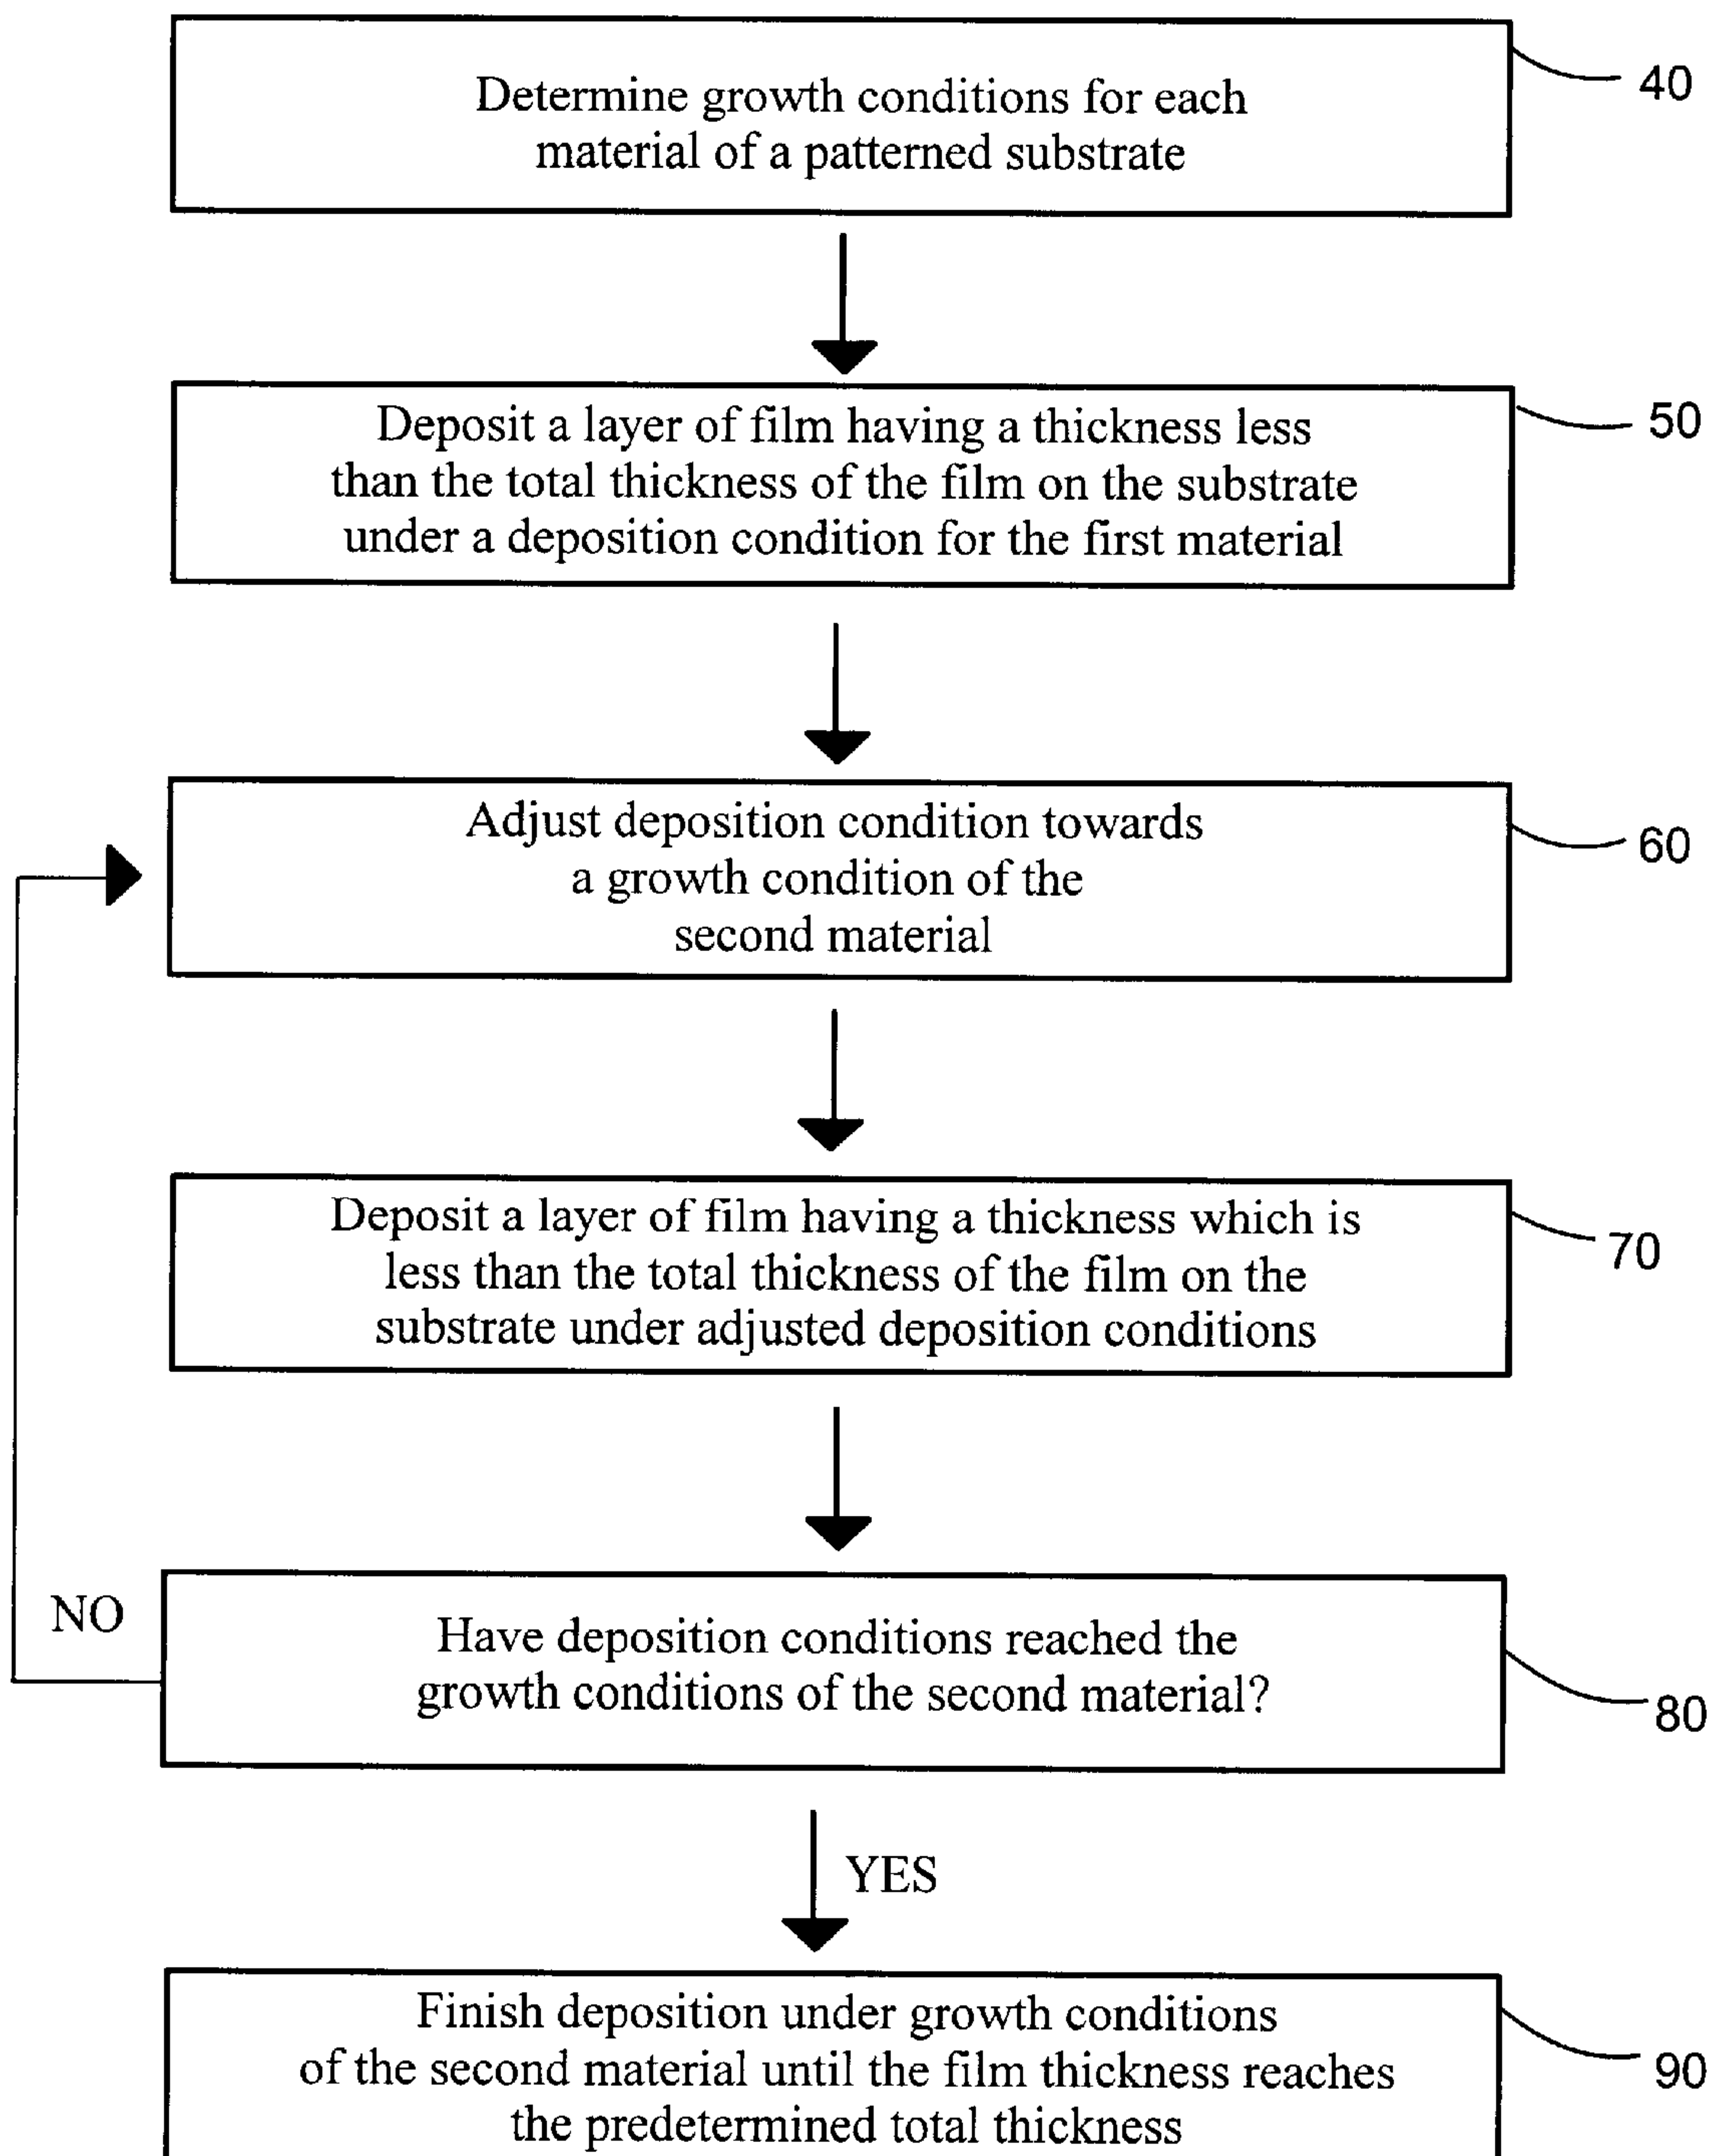 Determine growth conditions for each
material of a patterned substrate
40
Deposit a layer of film having a thickness less
than the total thickness of the film on the substrate
under a deposition condition for the first material
50
Adjust deposition condition towards
a growth condition of the
second material
60
Deposit a layer of film having a thickness which is
less than the total thickness of the film on the
substrate under adjusted deposition conditions
70
NO
Have deposition conditions reached the
growth conditions of the second material?
80
YES
Finish deposition under growth conditions
of the second material until the film thickness reaches
the predetermined total thickness
90